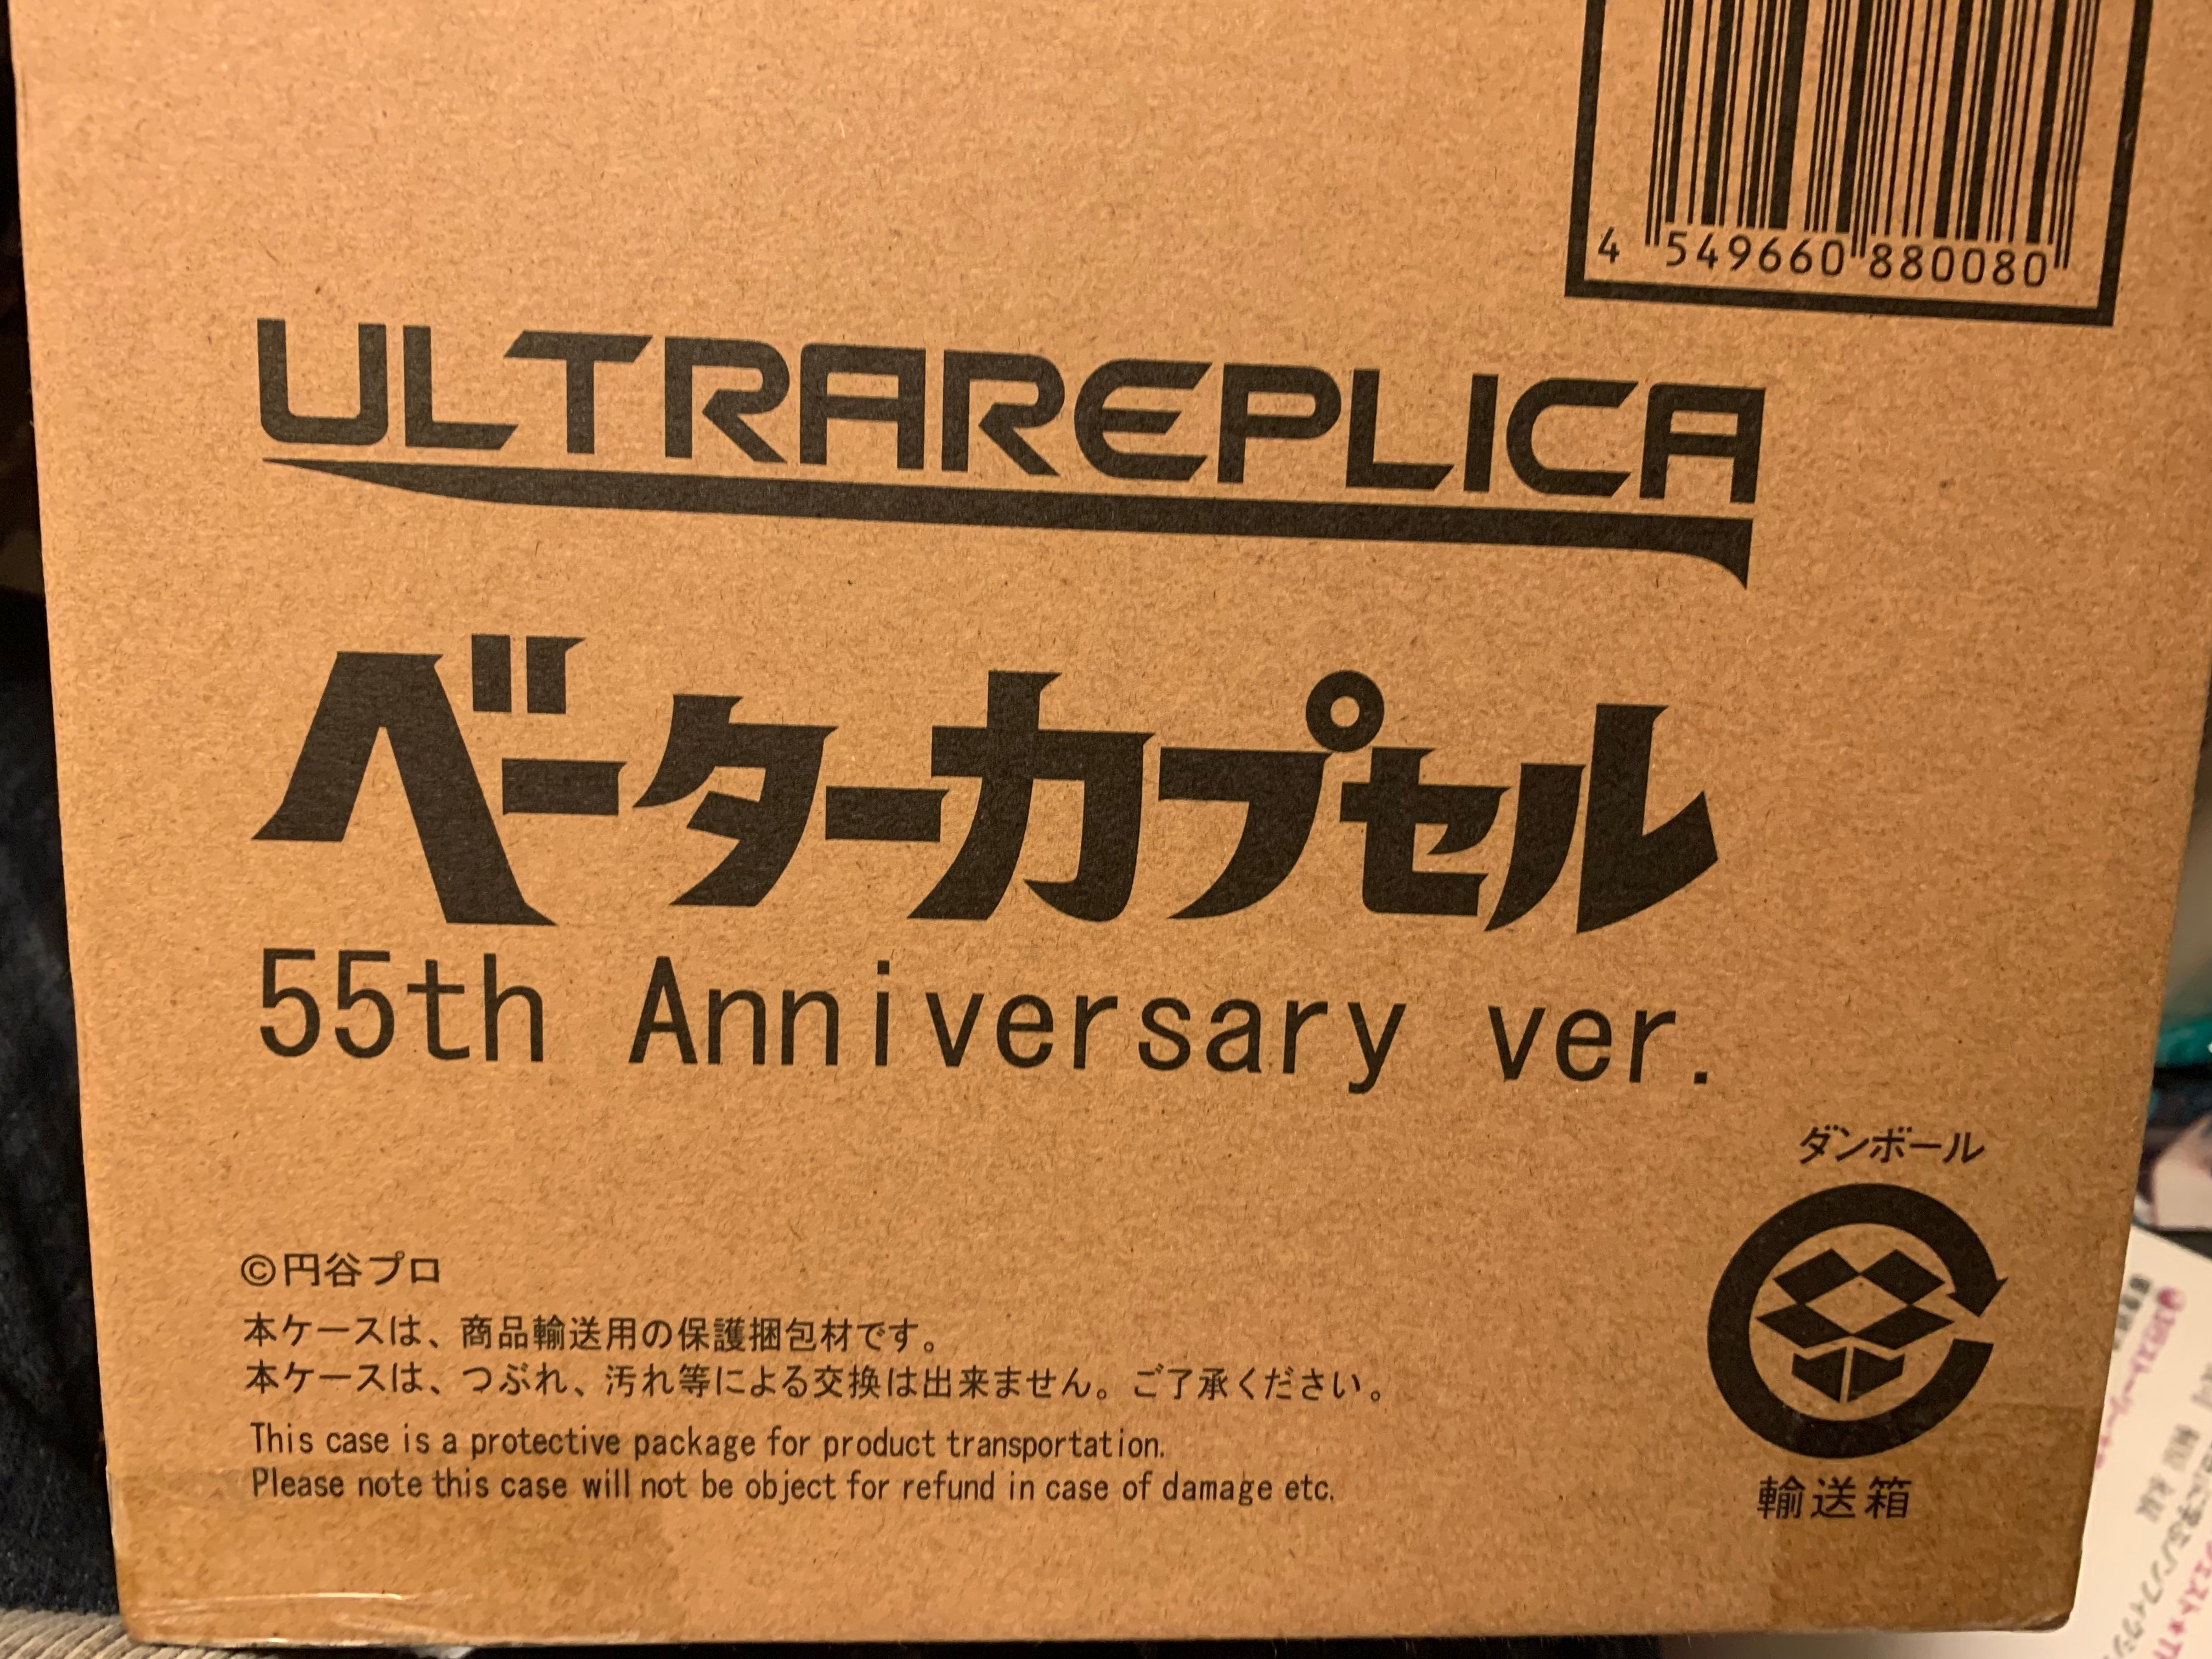 4 549660 880080
ULTRAREPLICA
ベーターカプセル
55th Anniversary ver.
ダンボール
輸送箱
©円谷プロ
本ケースは、商品輸送用の保護捆包材です。
本ケースは、つぶれ、汚れ等による交換は出来ません。ご了承ください。
This case is a protective package for product transportation.
Please note this case will not be object for refund in case of damage etc.